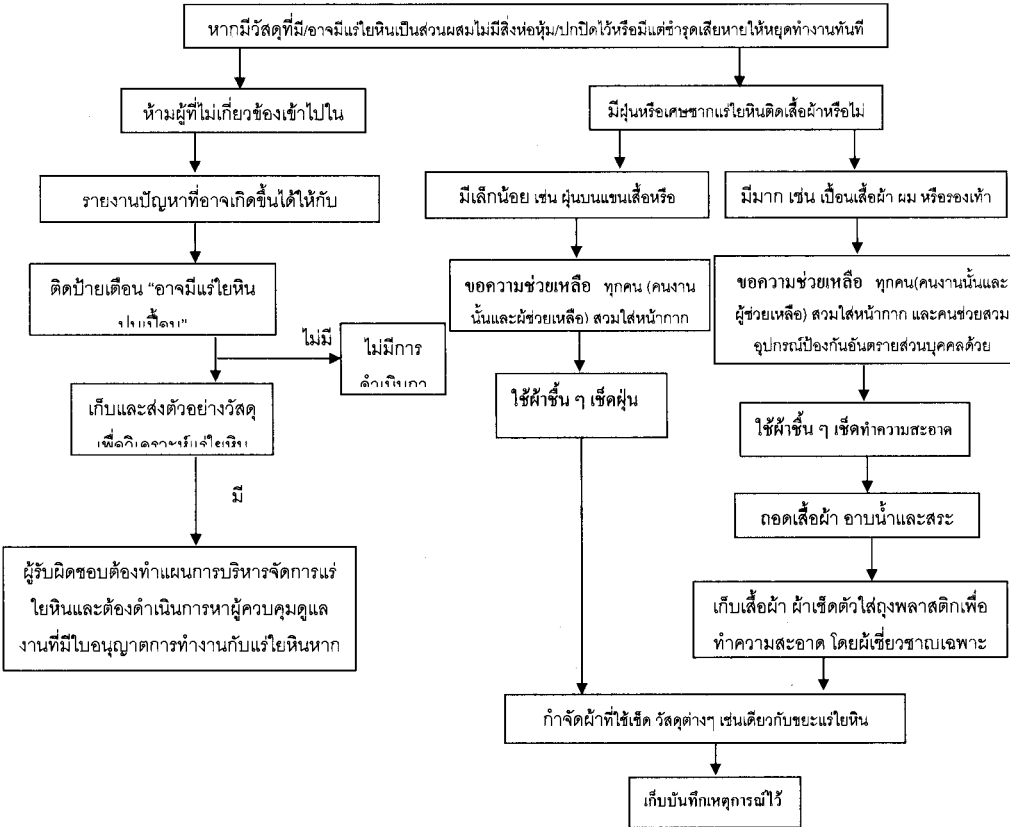 หากมีวัสดุที่มี/อาจมีแร่ใยหินเป็นส่วนผสมไม่มีสิ่งห่อหุ้ม/ปกปิดไว้หรือมีแต่ชำรุดเสียหายให้หยุดทำงานทันที
ห้ามผู้ที่ไม่เกี่ยวข้องเข้าไปใน
รายงานปัญหาที่อาจเกิดขึ้นได้ให้กับ
ติดป้ายเตือน “อาจมีแร่ใยหิน
ปนเปื้อน”
ไม่มี
ไม่มีการ
เก็บและส่งตัวอย่างวัสดุ
เพื่อวิเคราะห์แร่ใยหิน
มี
ผู้รับผิดชอบต้องทำแผนการบริหารจัดการแร่
ใยหินและต้องดำเนินการหาผู้ควบคุมดูแล
งานที่มีใบอนุญาตการทำงานกับแร่ใยหินหาก
มีฝุ่นหรือเศษซากแร่ใยหินติดเสื้อผ้าหรือไม่
มีเล็กน้อย เช่น ฝุ่นบนแขนเสื้อหรือ
ขอความช่วยเหลือ ทุกคน (คนงาน
นั้นและผู้ช่วยเหลือ) สวมใส่หน้ากาก
ใช้ผ้าชื้น ๆ เช็ดฝุ่น
มีมาก เช่น เปื้อนเสื้อผ้า ผม หรือรองเท้า
ขอความช่วยเหลือ ทุกคน(คนงานนั้นและ
ผู้ช่วยเหลือ) สวมใส่หน้ากาก และคนช่วยสวม
อุปกรณ์ป้องกันอันตรายส่วนบุคคลด้วย
ใช้ผ้าชื้น ๆ เช็ดทำความสะอาด
ถอดเสื้อผ้า อาบน้ำและสระ
เก็บเสื้อผ้า ผ้าเช็ดตัวใส่ถุงพลาสติกเพื่อ
ทำความสะอาด โดยผู้เชี่ยวชาญเฉพาะ
กำจัดผ้าที่ใช้เช็ด วัสดุต่างๆ เช่นเดียวกับขยะแร่ใยหิน
เก็บบันทึกเหตุการณ์ไว้